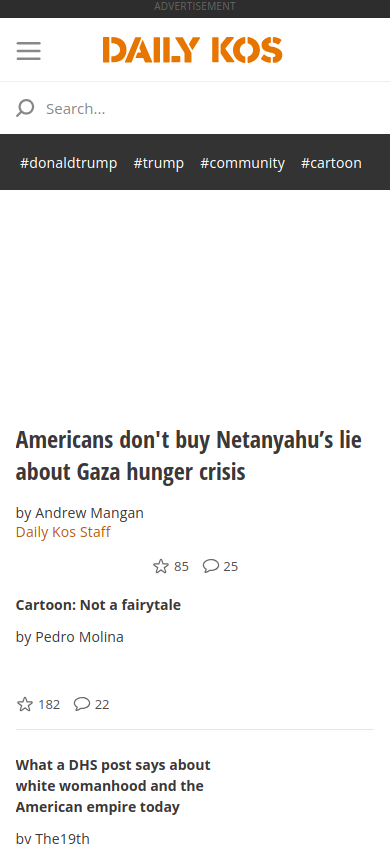 ADVERTISEMENT
DAILY KOS
Search...
#donaldtrump #trump #community #cartoon
Americans don't buy Netanyahu’s lie
about Gaza hunger crisis
by Andrew Mangan
Daily Kos Staff
85 25
Cartoon: Not a fairytale
by Pedro Molina
182 22
What a DHS post says about
white womanhood and the
American empire today
by The19th